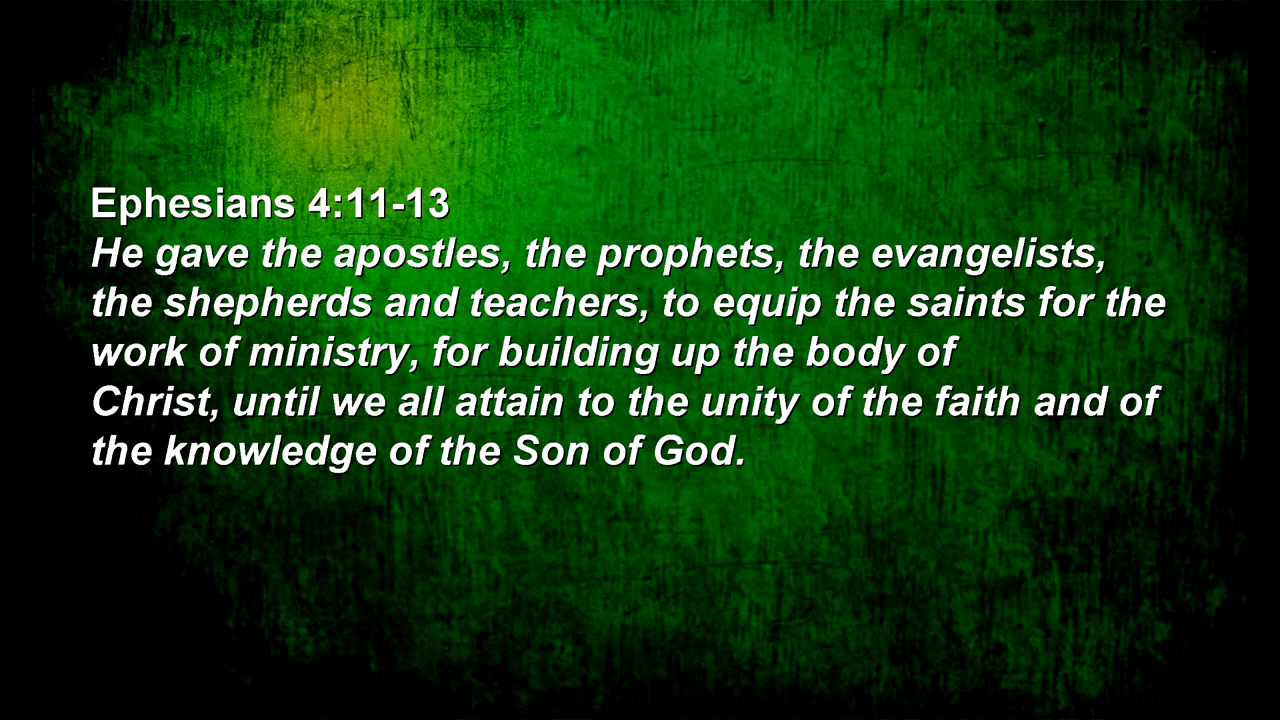 Ephesians 4:11-13
He gave the apostles, the prophets, the evangelists,
the shepherds and teachers, to equip the saints for the
work of ministry, for building up the body of
Christ, until we all attain to the unity of the faith and of
the knowledge of the Son of God.